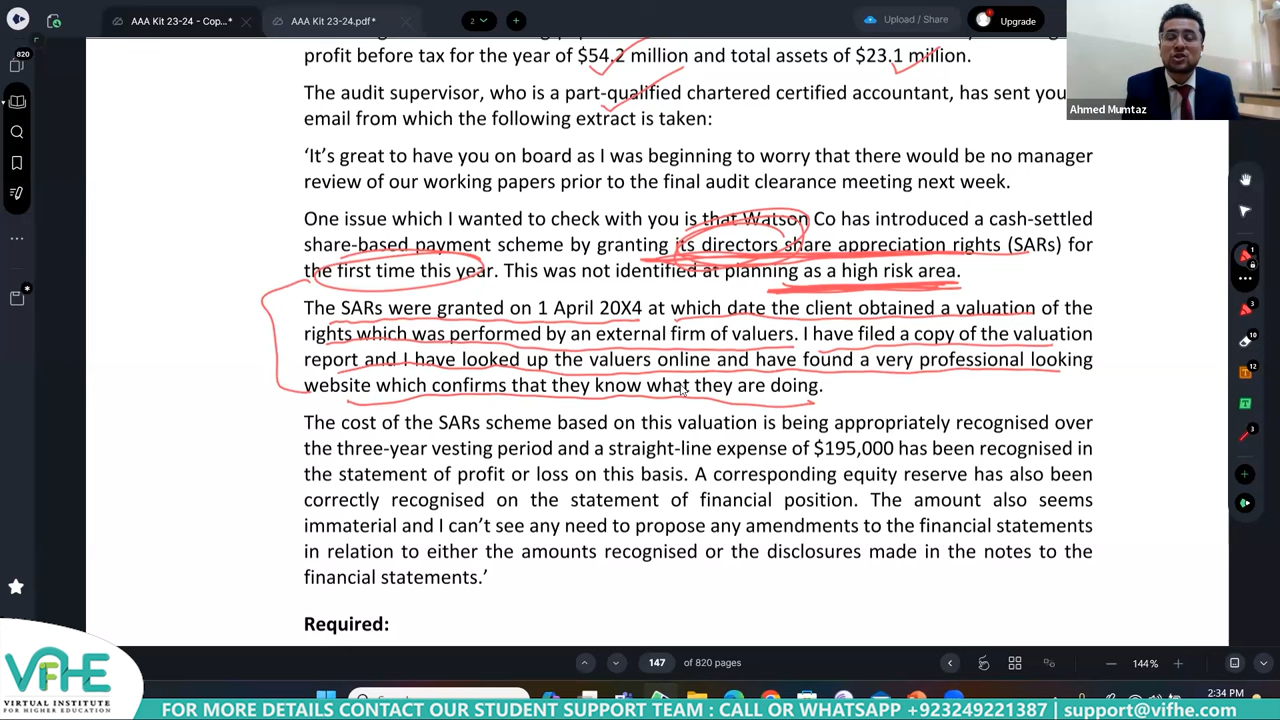 AAA Kit 23-24 - Cop...*
AAA Kit 23-24.pdf*
2
Upload / Share
Upgrade
820
profit before tax for the year of $54.2 million and total assets of $23.1 million.
The audit supervisor, who is a part-qualified chartered certified accountant, has sent you
email from which the following extract is taken:
‘It’s great to have you on board as I was beginning to worry that there would be no manager
review of our working papers prior to the final audit clearance meeting next week.
One issue which I wanted to check with you is that Watson Co has introduced a cash-settled
share-based payment scheme by granting its directors share appreciation rights (SARs) for
the first time this year. This was not identified at planning as a high risk area.
The SARs were granted on 1 April 20X4 at which date the client obtained a valuation of the
rights which was performed by an external firm of valuers. I have filed a copy of the valuation
report and I have looked up the valuers online and have found a very professional looking
website which confirms that they know what they are doing.
The cost of the SARs scheme based on this valuation is being appropriately recognised over
the three-year vesting period and a straight-line expense of $195,000 has been recognised in
the statement of profit or loss on this basis. A corresponding equity reserve has also been
correctly recognised on the statement of financial position. The amount also seems
immaterial and I can’t see any need to propose any amendments to the financial statements
in relation to either the amounts recognised or the disclosures made in the notes to the
financial statements.’
Required:
Ahmed Mumtaz
1
3
10
12
3
147 of 820 pages
144%
2:34 PM
VIFHE
VIRTUAL INSTITUTE
FOR HIGHER EDUCATION
FOR MORE DETAILS CONTACT OUR STUDENT SUPPORT TEAM : CALL OR WHATSAPP +923249221387 | support@vifhe.com